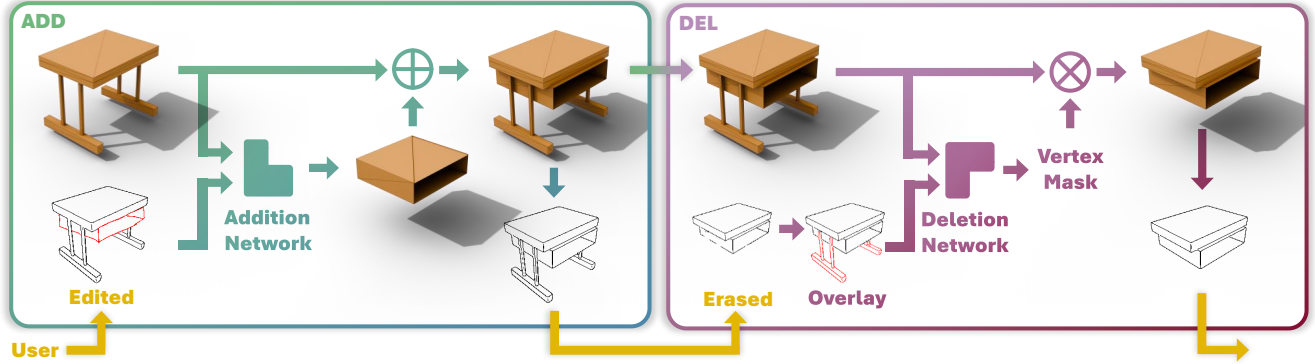 ADD
Addition
Network
Edited
User
DEL
Vertex
Mask
Deletion
Network
Erased
Overlay